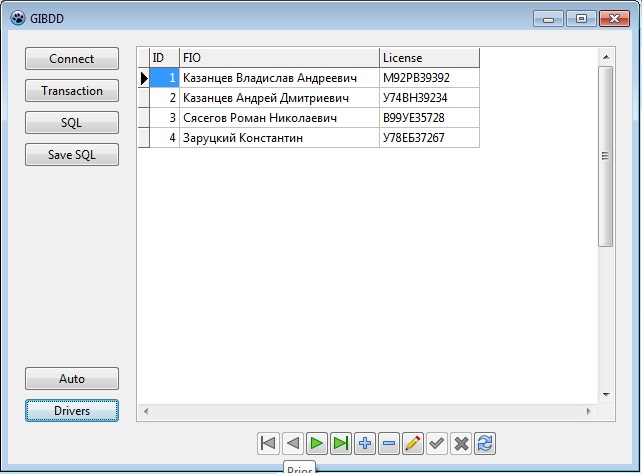 GIBDD
Connect
Transaction
SQL
Save SQL
Auto
Drivers
ID FIO License
1 Казанцев Владислав Андреевич М92РВ39392
2 Казанцев Андрей Дмитриевич У74ВН39234
3 Сясегов Роман Николаевич В99УЕ35728
4 Заруцкий Константин У78ЕБ37267
Prior